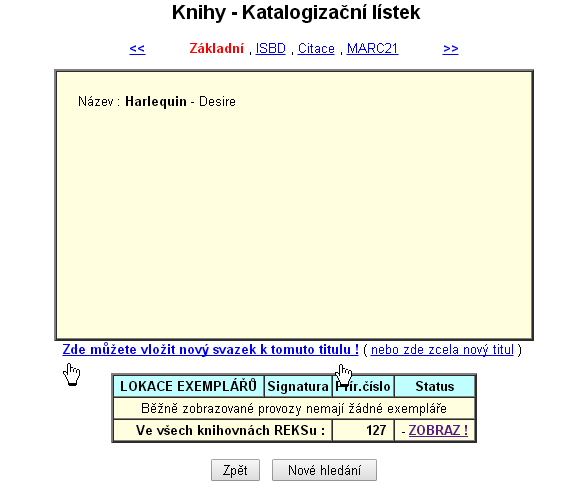 Knihy - Katalogizační lístek
<< Základní , ISBD , Citace , MARC21 >>
Název : Harlequin - Desire
Zde můžete vložit nový svazek k tomuto titulu ! ( nebo zde zcela nový titul )
LOKACE EXEMPLÁŘŮ Signatura Přír.číslo Status
Běžně zobrazované provozy nemají žádné exempláře
Ve všech knihovnách REKSu : 127 - ZOBRAZ !
Zpět Nové hledání